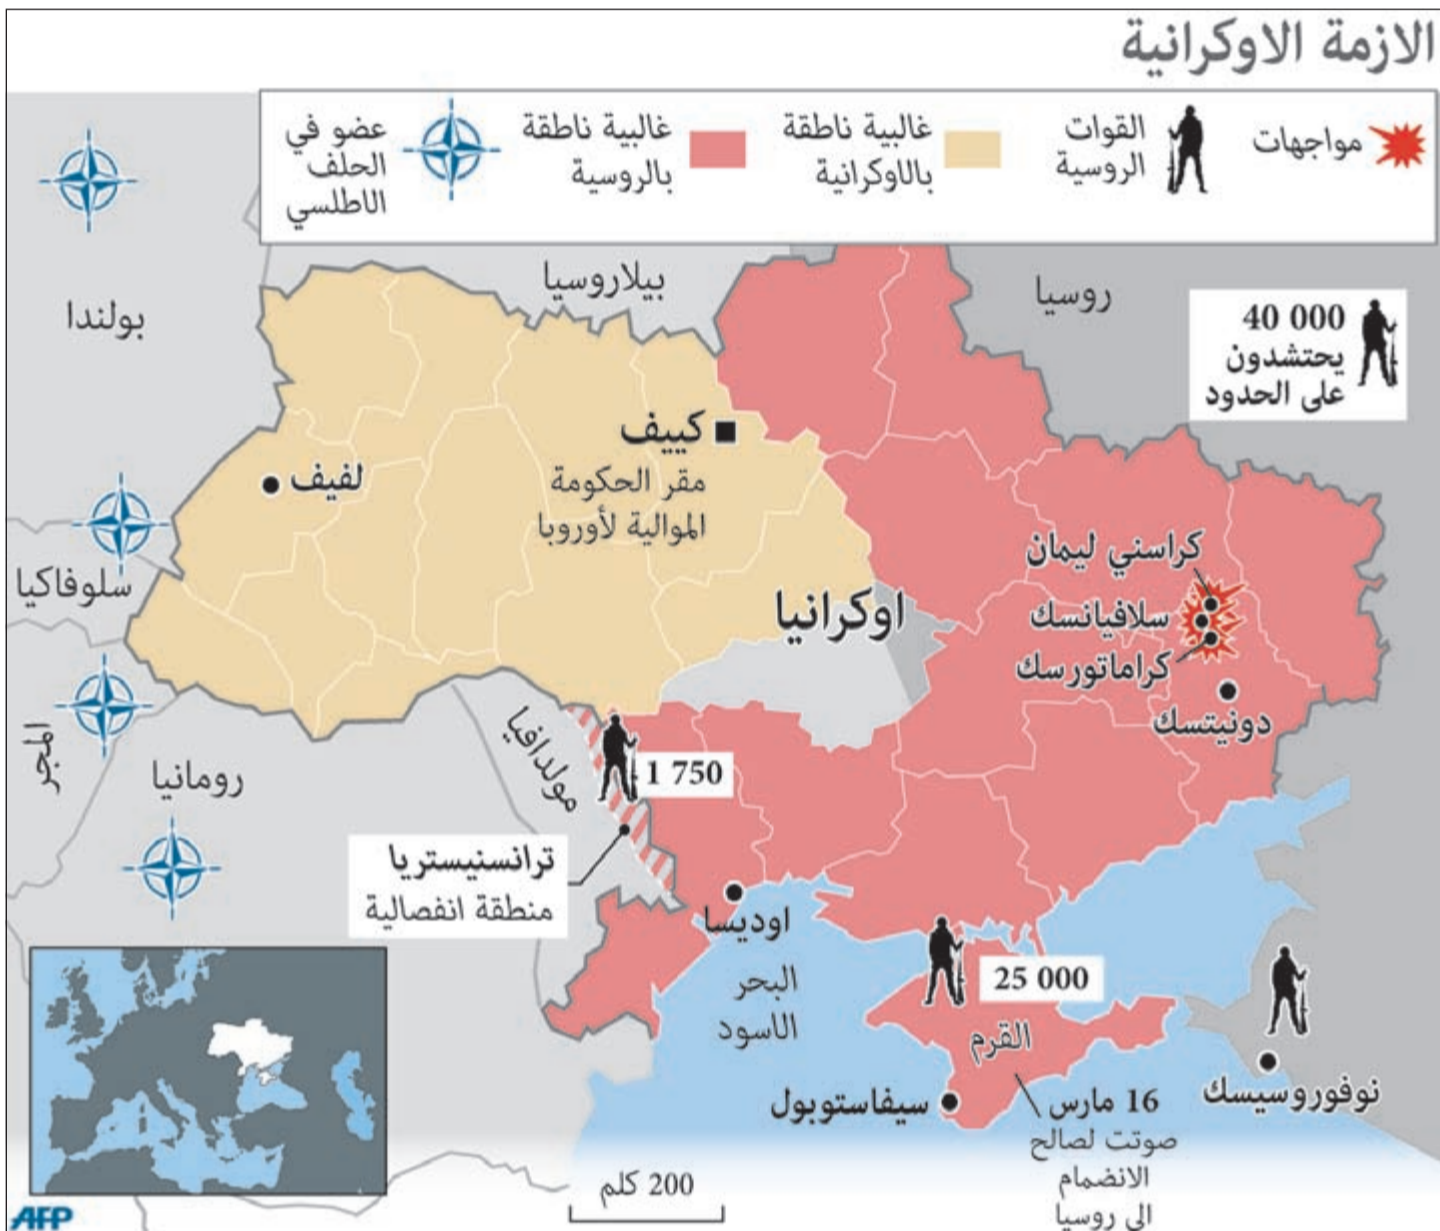 الازمة الاوكرانية
مواجهات
القوات
الروسية
غالبية ناطقة
بالاوكرانية
غالبية ناطقة
بالروسية
عضو في
الحلف
الاطلسي
روسيا
بيلاروسيا
بولندا
40 000
يحتشدون
على الحدود
كييف
مقر الحكومة
الموالية لأوروبا
لفيف
كراسني ليمان
سلافيانسك
كراماتورسك
دونيتسك
اوكرانيا
سلوفاكيا
المجر
رومانيا
مولدافيا
1 750
ترانسنيستريا
منطقة انفصالية
اوديسا
البحر
الاسود
25 000
القرم
سيفاستوبول
16 مارس
صوتت لصالح
الانضمام
الى روسيا
نوفوروسيسك
200 كلم
AFP